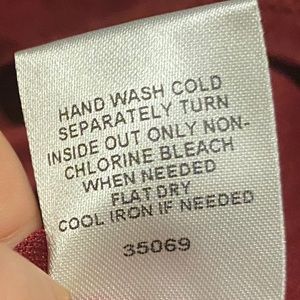 HAND WASH COLD
SEPARATELY TURN
INSIDE OUT ONLY NON-
CHLORINE BLEACH
WHEN NEEDED
FLAT DRY
COOL IRON IF NEEDED
35069